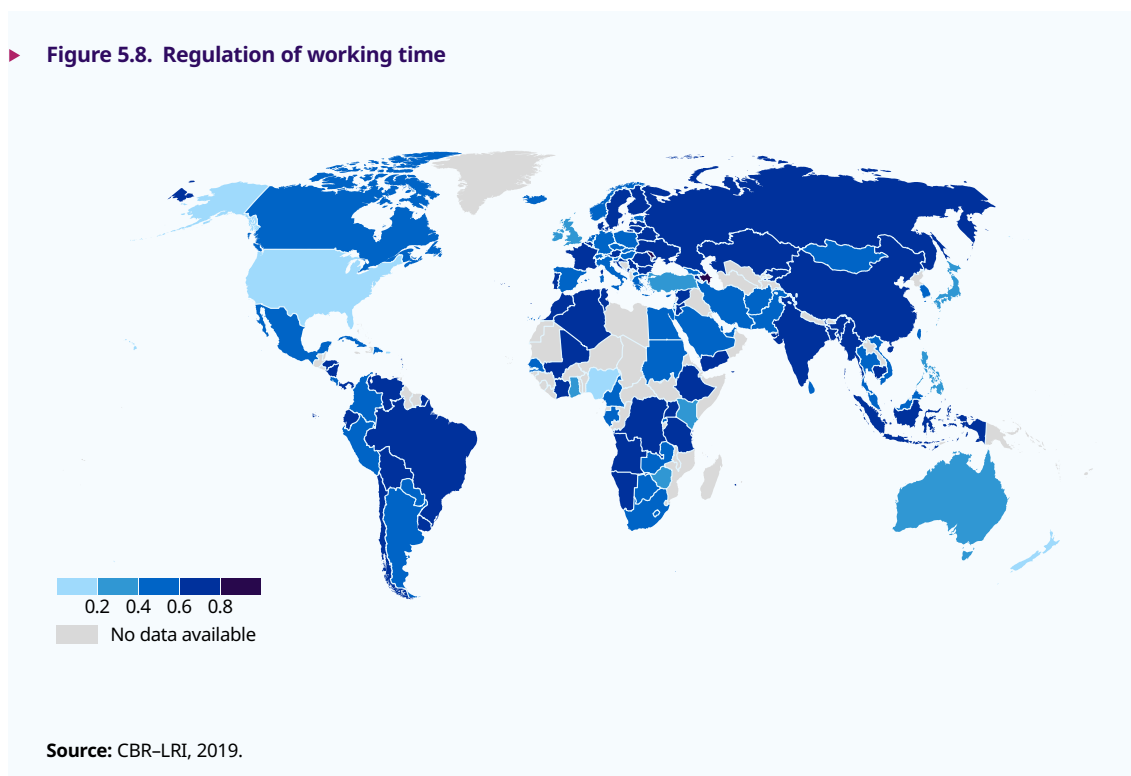 Figure 5.8. Regulation of working time
0.2 0.4 0.6 0.8
No data available
Source: CBR–LRI, 2019.